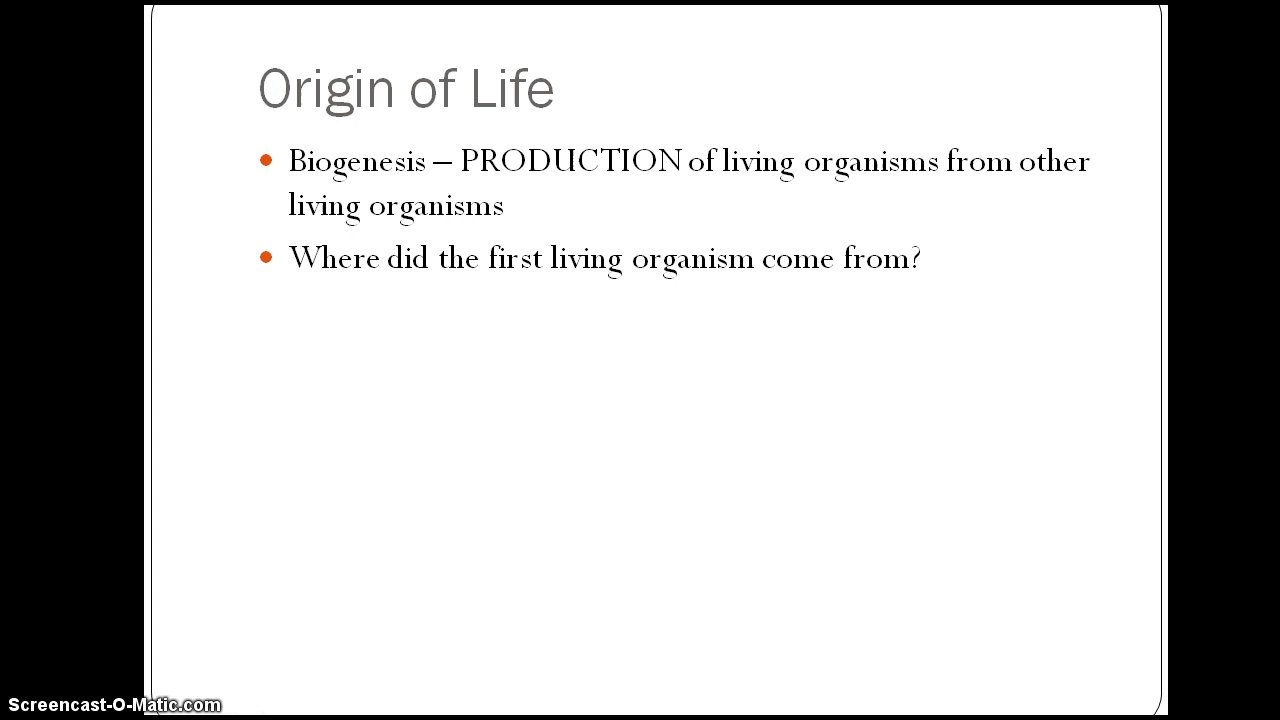 Origin of Life
Biogenesis – PRODUCTION of living organisms from other
living organisms
Where did the first living organism come from?
Screencast-O-Matic.com